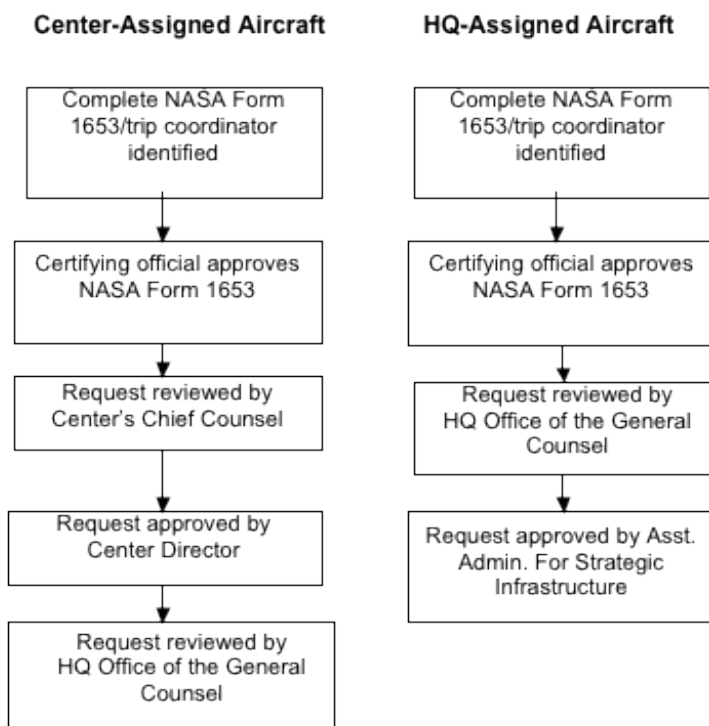 Center-Assigned Aircraft
Complete NASA Form
1653/trip coordinator
identified
Certifying official approves
NASA Form 1653
Request reviewed by
Center's Chief Counsel
Request approved by
Center Director
Request reviewed by
HQ Office of the General
Counsel
HQ-Assigned Aircraft
Complete NASA Form
1653/trip coordinator
identified
Certifying official approves
NASA Form 1653
Request reviewed by
HQ Office of the General
Counsel
Request approved by Asst.
Admin. For Strategic
Infrastructure